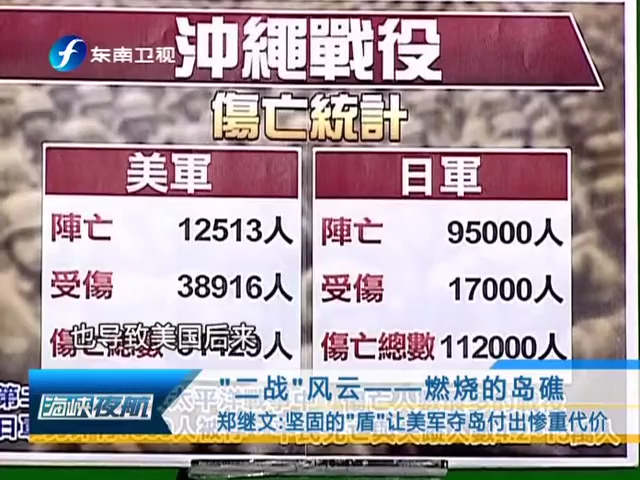 东南卫视
沖繩戰役
傷亡統計
美軍
日軍
陣亡 12513人
陣亡 95000人
受傷 38916人
受傷 17000人
傷亡總數
傷亡總數 112000人
也导致美国后来
"二战"风云——燃烧的岛礁
海峡夜航
郑继文:坚固的"盾"让美军夺岛付出惨重代价